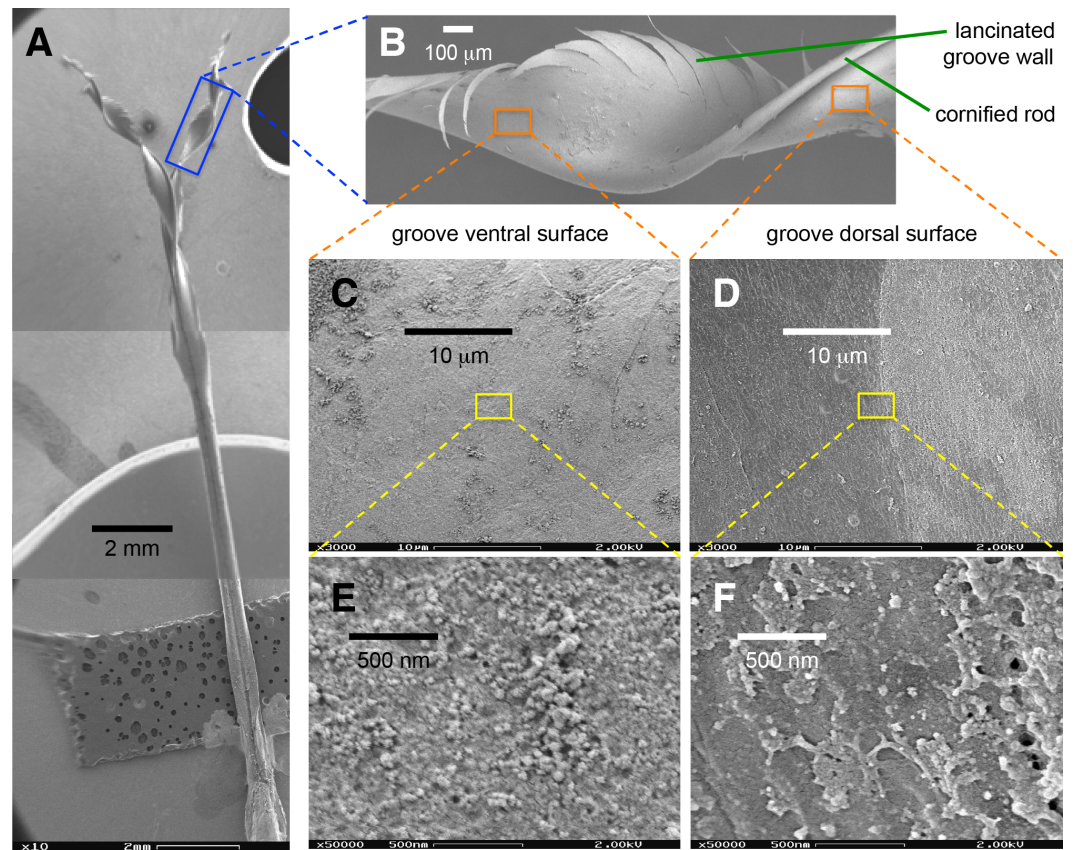 A
2 mm
×10 2mm
B
100 μm
lancinated
groove wall
cornified rod
groove ventral surface
groove dorsal surface
C
10 μm
×3000 10μm 2.00kV
D
10 μm
×3000 10μm 2.00kV
E
500 nm
×50000 500nm 2.00kV
F
500 nm
×50000 500nm 2.00kV